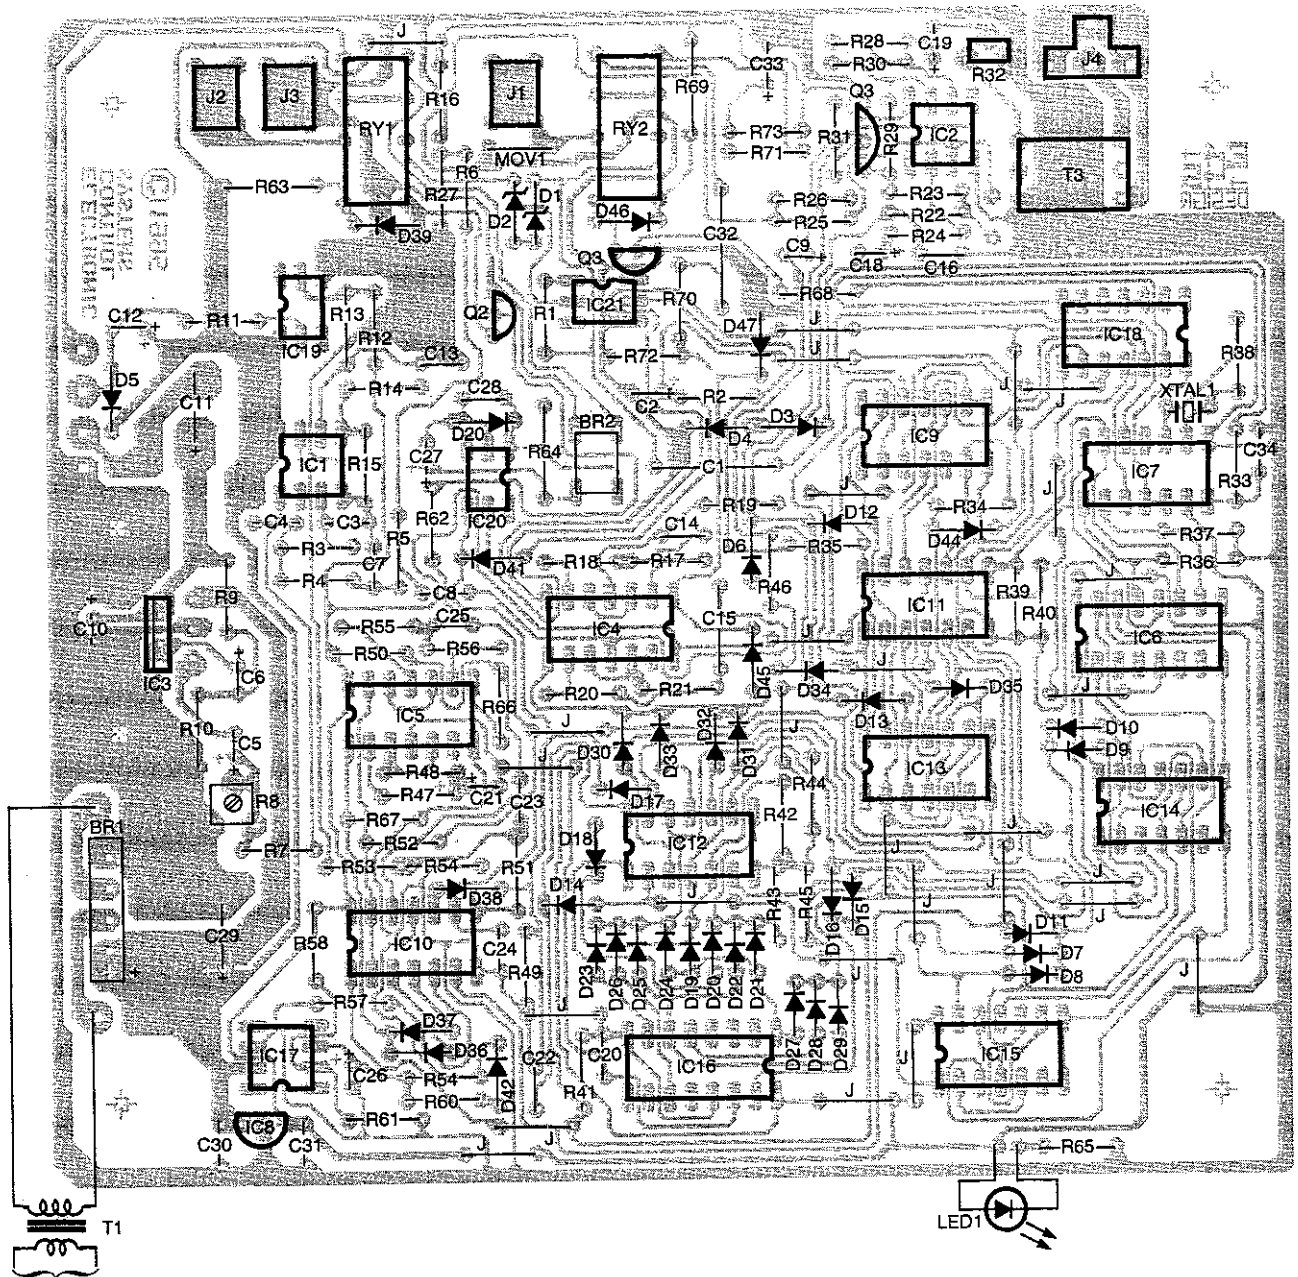 J
C19
R28
R30
C33
R32
J4
J2
J3
R16
J1
R69
Q3
RY1
RY2
R73
R71
R31
R29
IC2
MOV1
R6
T3
R63
R27
D1
D2
D46
R26
R23
R25
R22
D39
R24
C32
C9
C18
C16
Q3
IC21
R70
R68
C12
R11
R13
R12
Q2
R1
D47
J
IC18
IC19
C13
R72
J
R38
D5
C11
R14
C28
C2
R2
J
J
XTAL1
D20
BR2
D4
D3
IC9
IC1
R15
C27
R64
C1
IC7
C34
J
J
R33
IC20
R62
R19
D12
R34
C4
C3
R5
C14
D44
R37
R3
C7
D41
R18
R17
D6
R35
R36
R4
C8
R46
J
R9
IC11
R39
R40
C10
R55
C25
IC4
C15
J
IC6
R50
R56
D45
J
IC3
C6
R20
R21
D34
D35
J
R66
D13
R10
C5
IC5
J
D30
D33
D32
D31
J
D10
D9
J
R48
R47
C21
C23
D17
R44
IC13
R8
R42
IC14
BR1
R67
R52
D18
IC12
J
J
R7
R53
R54
R51
J
D38
D14
J
R43
R45
D16
D15
J
J
C29
R58
IC10
C24
R49
D11
D7
D8
D23
D26
D25
D24
D19
D20
D22
D21
J
J
R57
D37
J
D27
D28
D29
IC17
D36
C26
R54
D42
C22
C20
IC16
J
IC15
R60
R41
J
R61
IC8
C30
C31
J
J
R65
T1
LED1
© 1992
ELECTRONIC
CONTROL
SYSTEMS